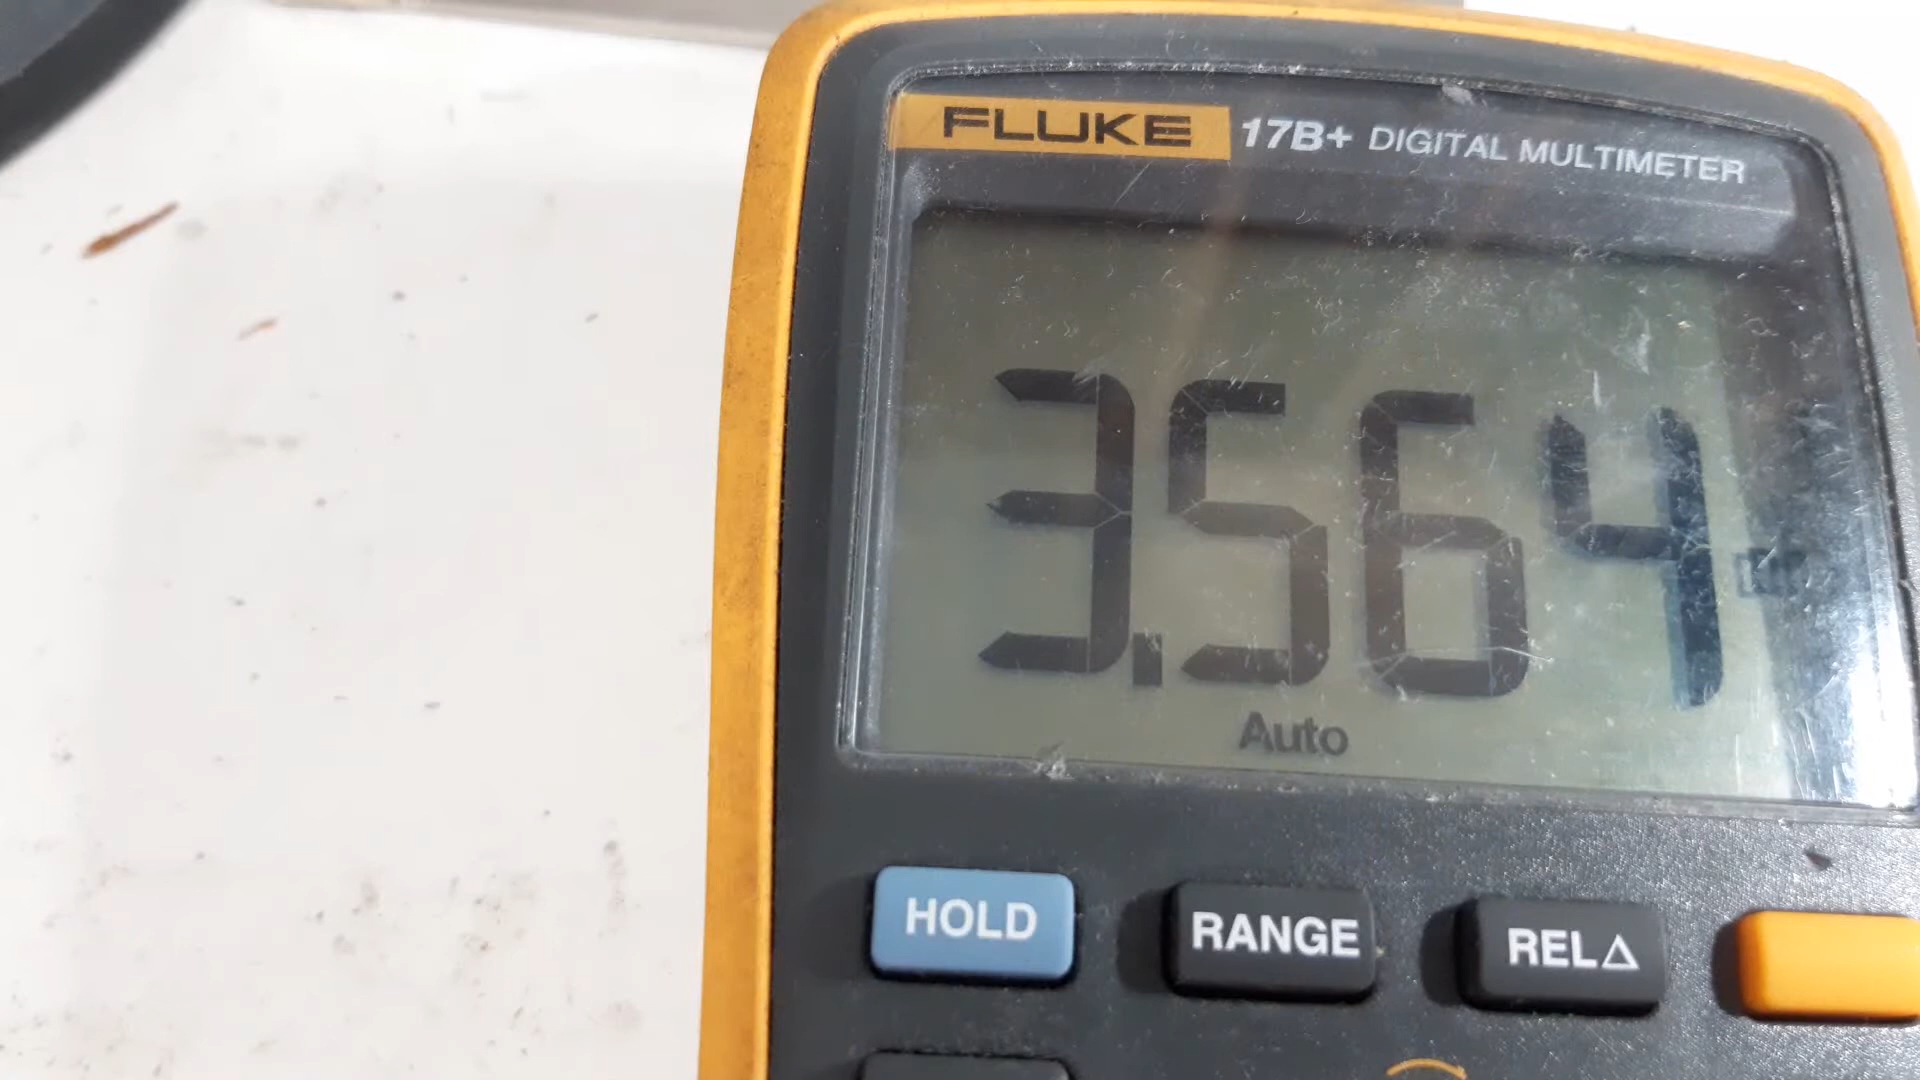 FLUKE 17B+ DIGITAL MULTIMETER
3.564
Auto
HOLD RANGE REL△